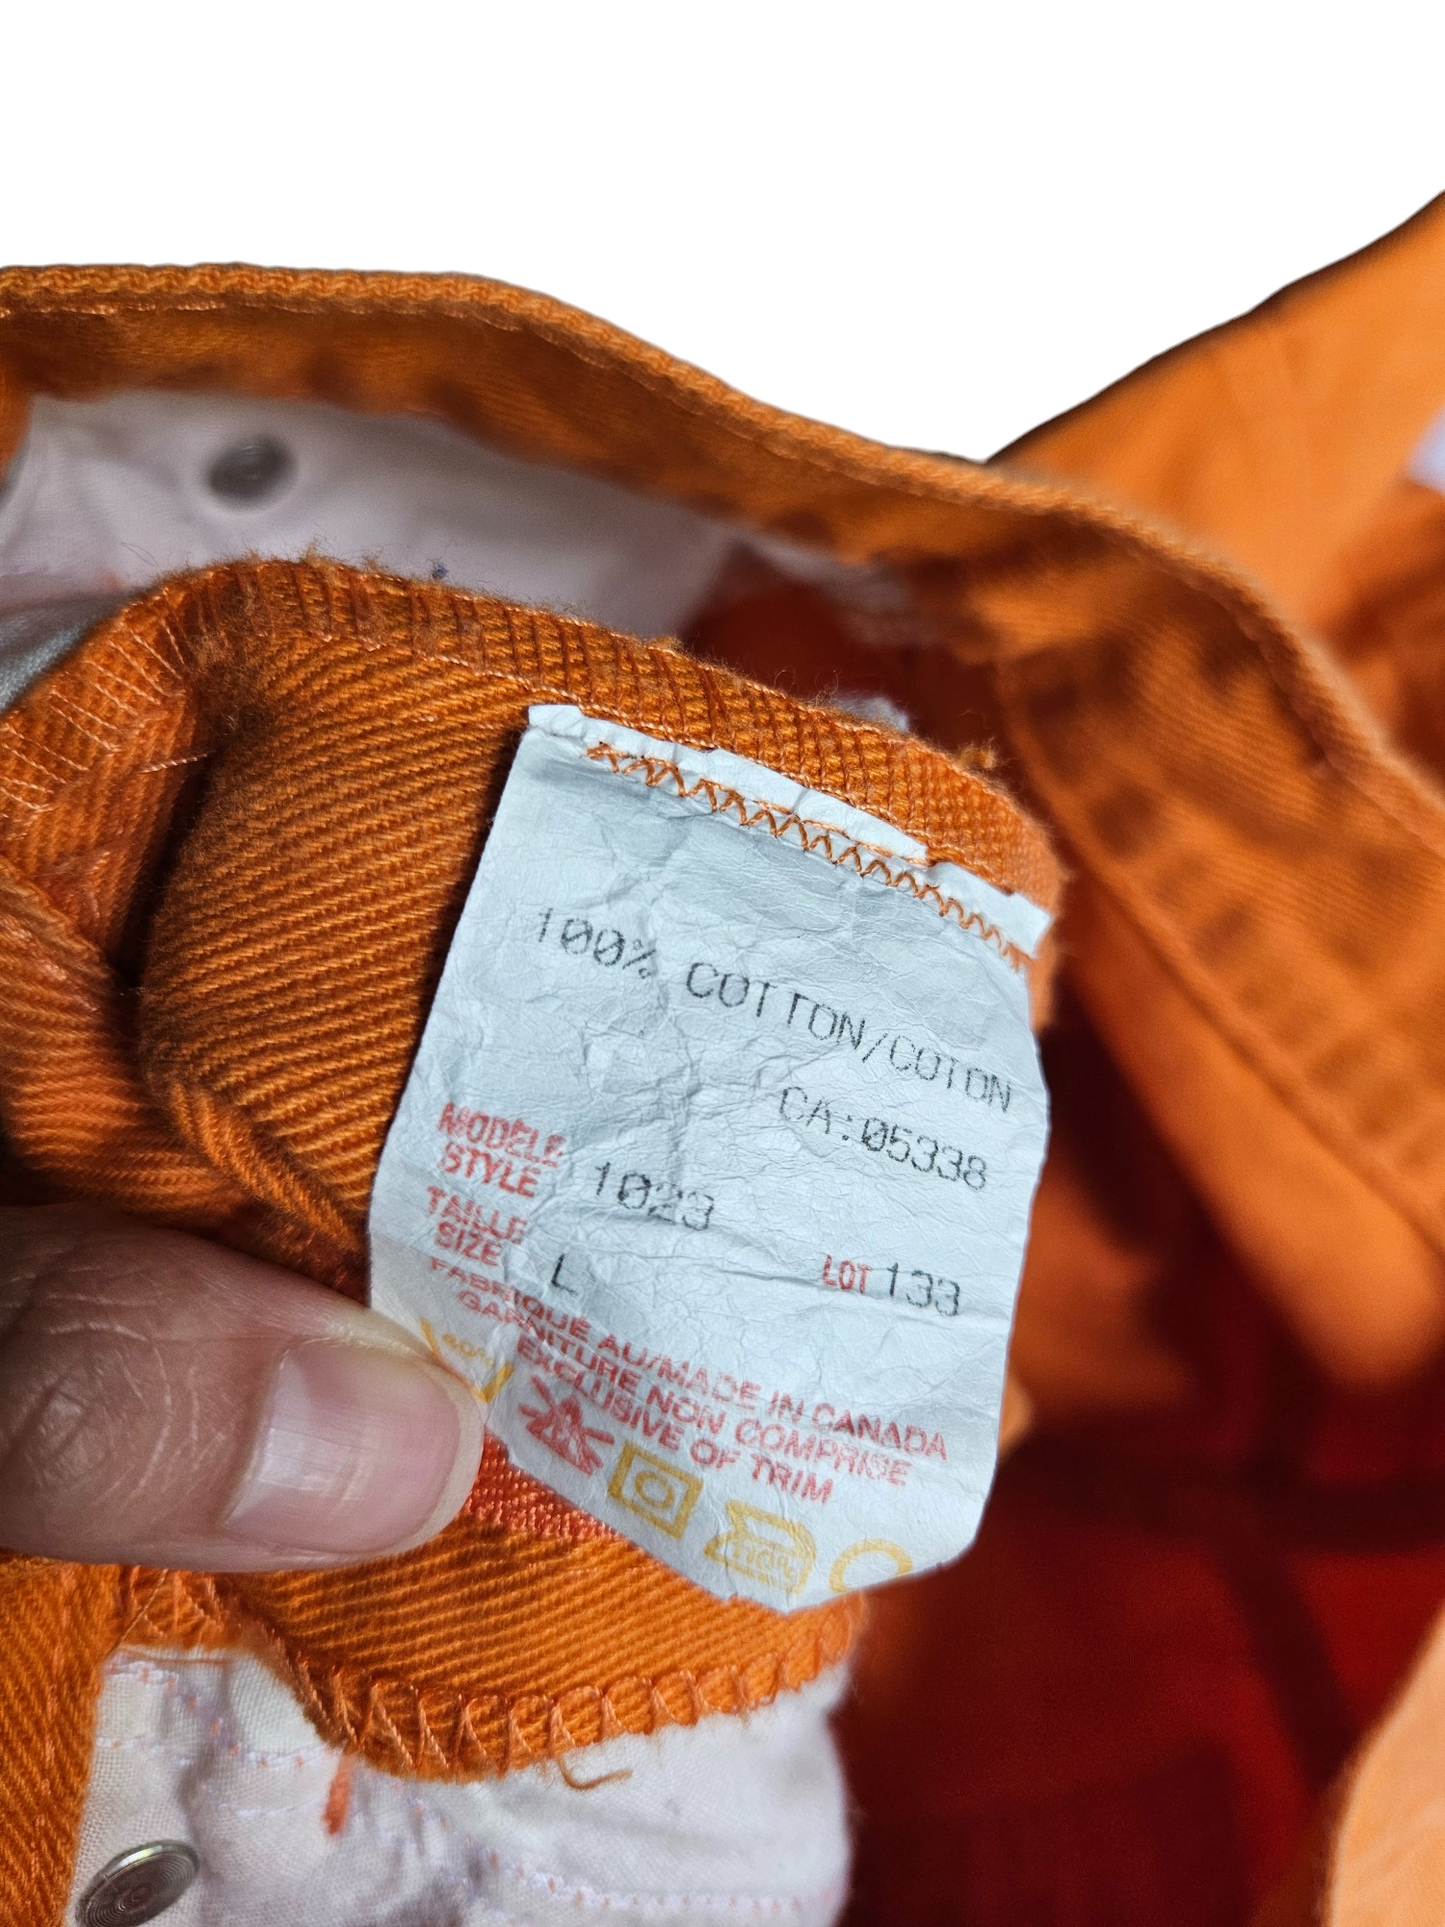 100% COTTON/COTON
CA:05338
MODÈLE
STYLE 1023
TAILLE
SIZE L
LOT 133
FABRIQUÉ AU/MADE IN CANADA
GARNITURE NON COMPRISE
EXCLUSIVE OF TRIM